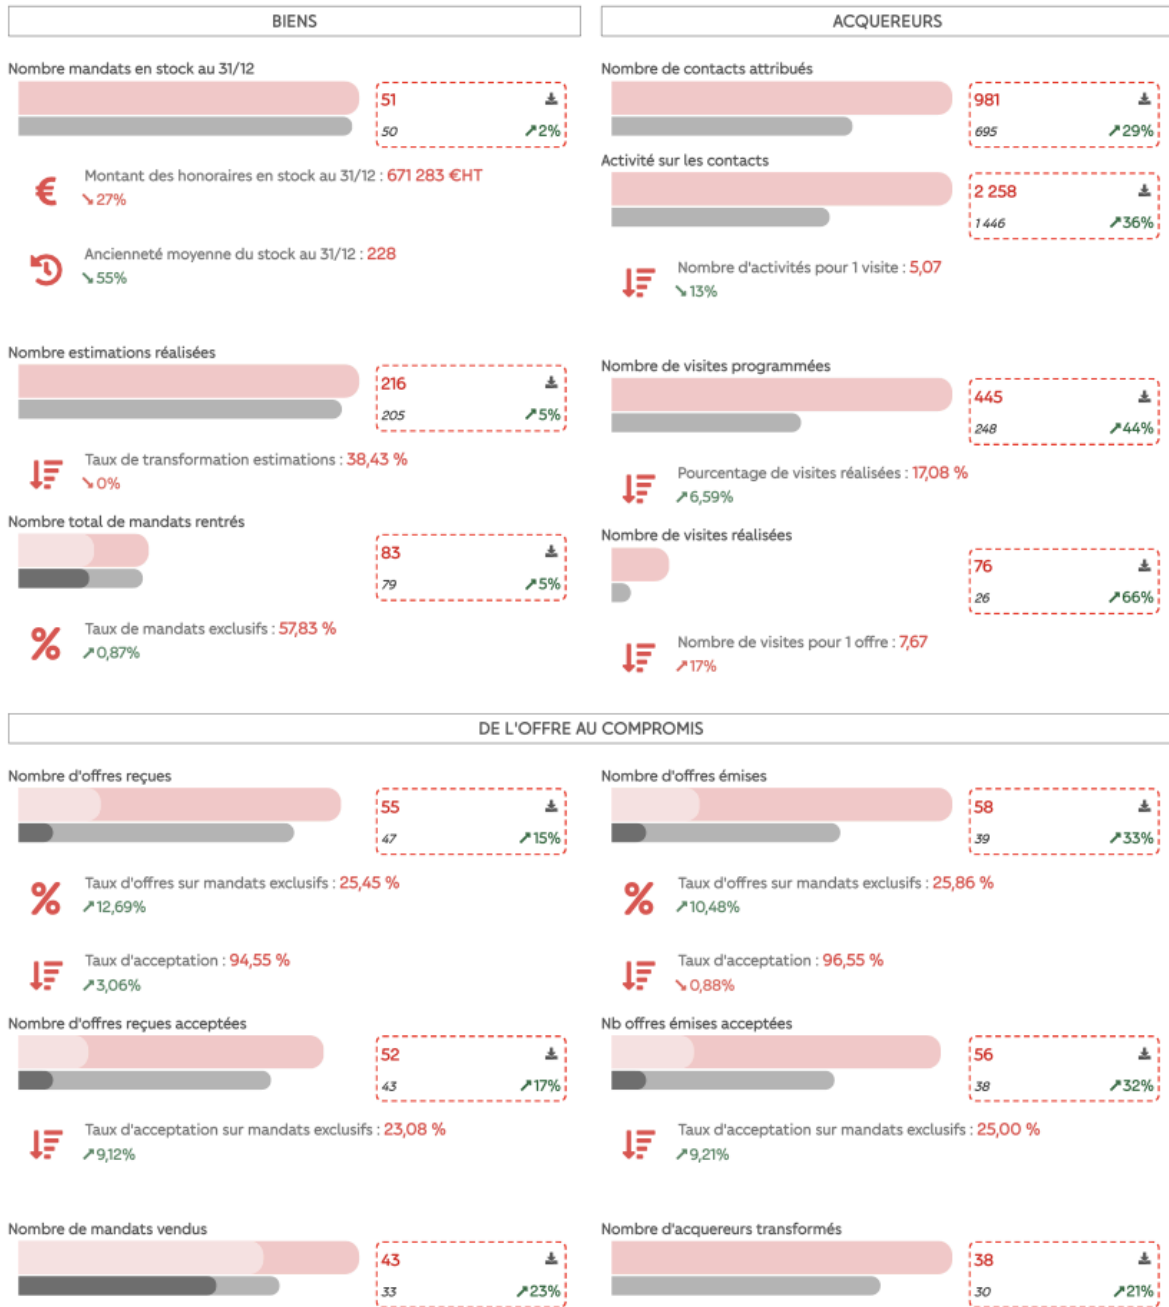 BIENS
Nombre mandats en stock au 31/12
51
50
↗2%
Montant des honoraires en stock au 31/12 : 671 283 €HT
↘27%
Ancienneté moyenne du stock au 31/12 : 228
↘55%
Nombre estimations réalisées
216
205
↗5%
Taux de transformation estimations : 38,43 %
↘0%
Nombre total de mandats rentrés
83
79
↗5%
Taux de mandats exclusifs : 57,83 %
↗0,87%
ACQUEREURS
Nombre de contacts attribués
981
695
↗29%
Activité sur les contacts
2 258
1 446
↗36%
Nombre d'activités pour 1 visite : 5,07
↘13%
Nombre de visites programmées
445
248
↗44%
Pourcentage de visites réalisées : 17,08 %
↗6,59%
Nombre de visites réalisées
76
26
↗66%
Nombre de visites pour 1 offre : 7,67
↗17%
DE L'OFFRE AU COMPROMIS
Nombre d'offres reçues
55
47
↗15%
Taux d'offres sur mandats exclusifs : 25,45 %
↗12,69%
Taux d'acceptation : 94,55 %
↗3,06%
Nombre d'offres reçues acceptées
52
43
↗17%
Taux d'acceptation sur mandats exclusifs : 23,08 %
↗9,12%
Nombre de mandats vendus
43
33
↗23%
Nombre d'offres émises
58
39
↗33%
Taux d'offres sur mandats exclusifs : 25,86 %
↗10,48%
Taux d'acceptation : 96,55 %
↘0,88%
Nb offres émises acceptées
56
38
↗32%
Taux d'acceptation sur mandats exclusifs : 25,00 %
↗9,21%
Nombre d'acquereurs transformés
38
30
↗21%